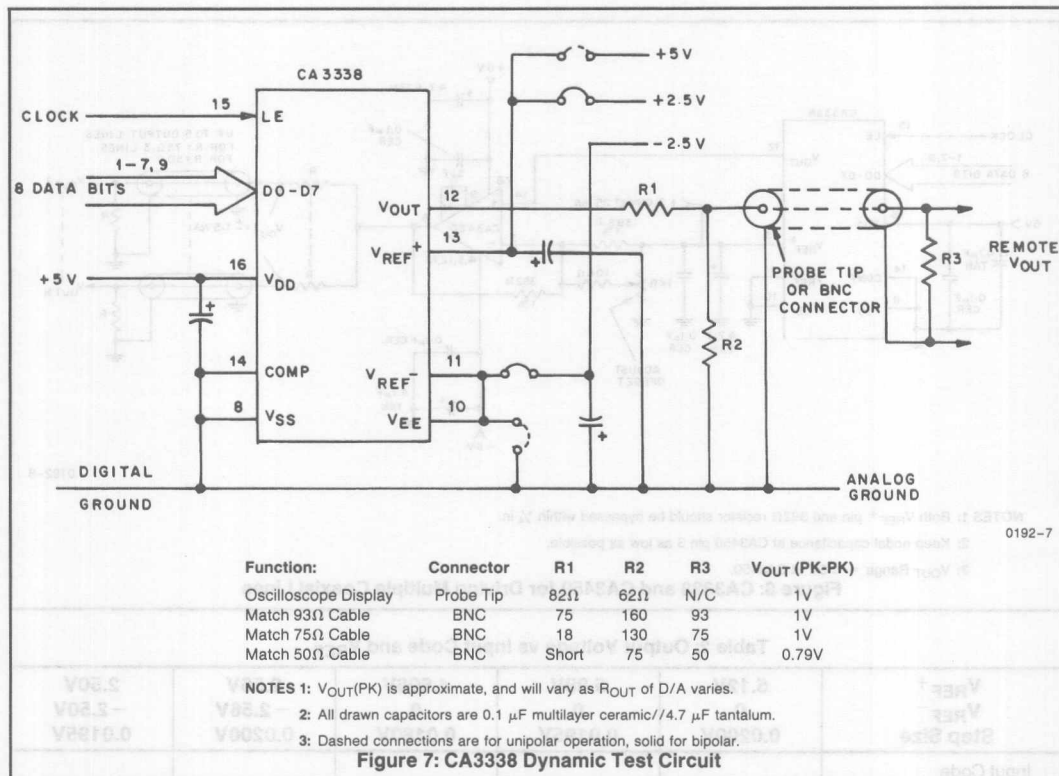 CA3338
+5V
+2.5V
-2.5V
CLOCK
15
LE
1-7, 9
8 DATA BITS
D0-D7
VOUT
12
R1
VREF+
13
R3
REMOTE
VOUT
PROBE TIP
OR BNC
CONNECTOR
+5V
16
VDD
R2
14
COMP
VREF-
11
VEE
10
8
VSS
DIGITAL
GROUND
ANALOG
GROUND
0192-7
Function: Connector R1 R2 R3 VOUT (PK-PK)
Oscilloscope Display Probe Tip 82Ω 62Ω N/C 1V
Match 93Ω Cable BNC 75 160 93 1V
Match 75Ω Cable BNC 18 130 75 1V
Match 50Ω Cable BNC Short 75 50 0.79V
NOTES 1: VOUT(PK) is approximate, and will vary as ROUT of D/A varies.
2: All drawn capacitors are 0.1 μF multilayer ceramic//4.7 μF tantalum.
3: Dashed connections are for unipolar operation, solid for bipolar.
Figure 7: CA3338 Dynamic Test Circuit